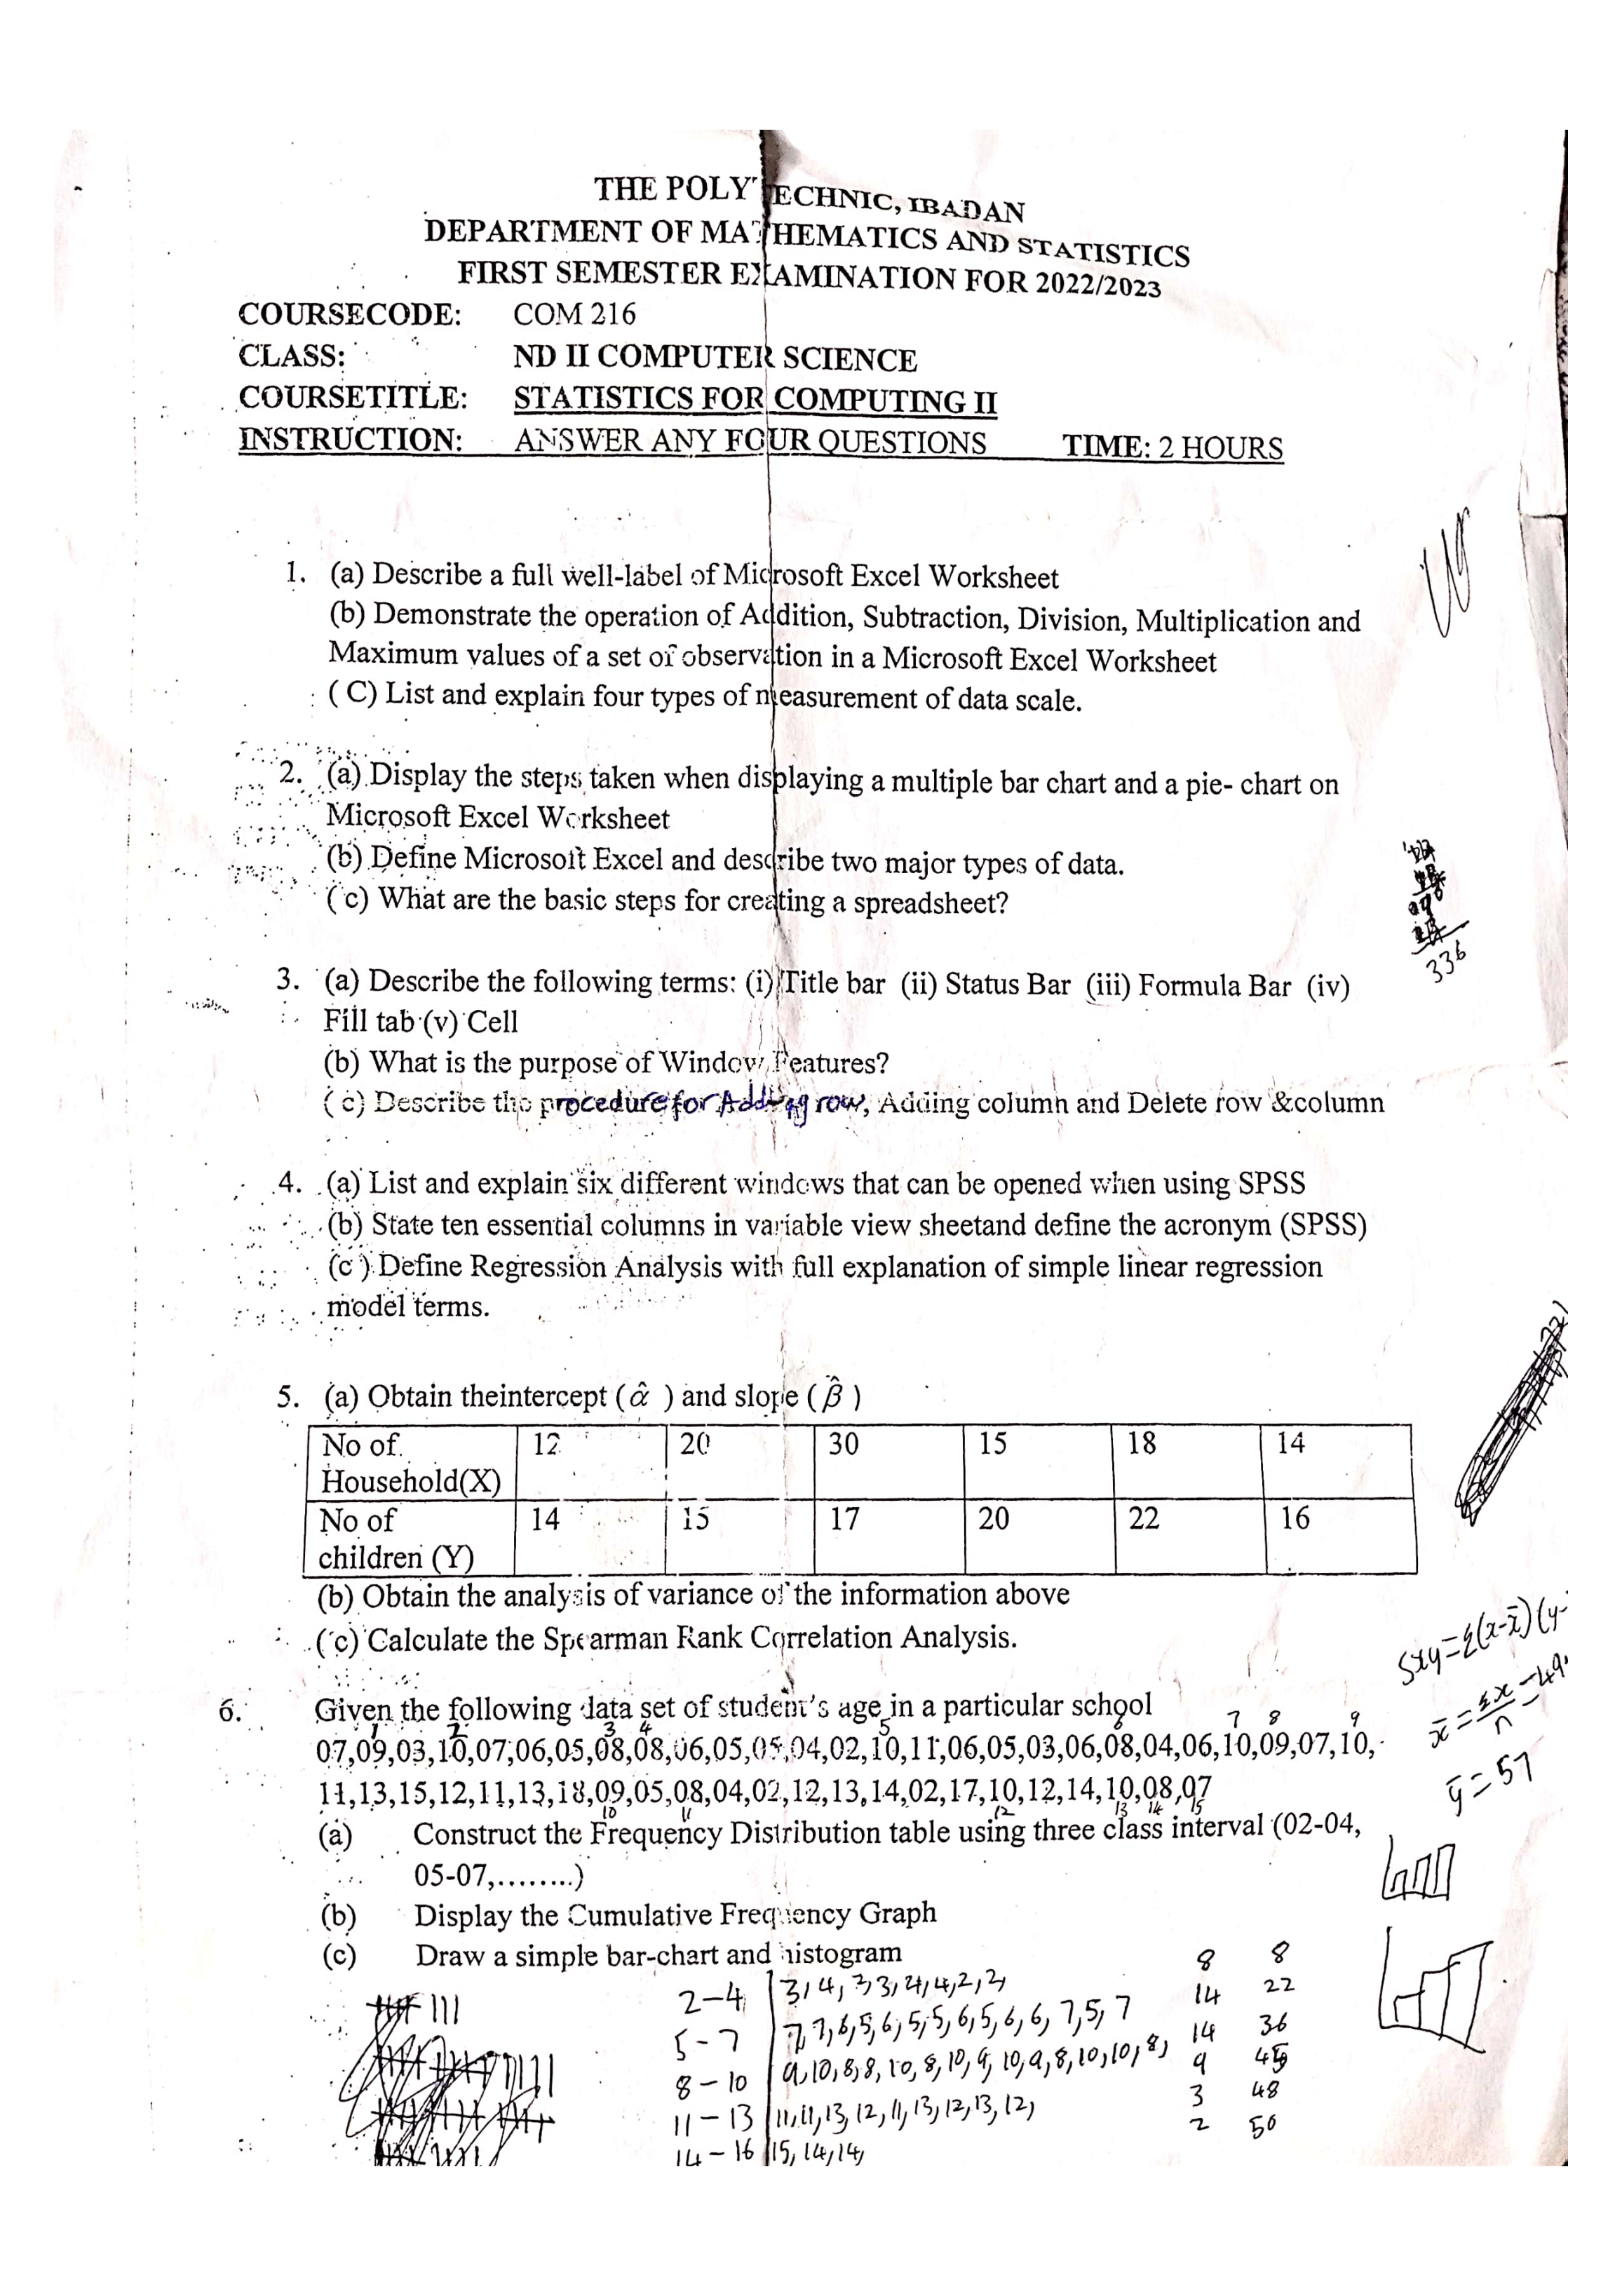 THE POLYTECHNIC, IBADAN
DEPARTMENT OF MATHEMATICS AND STATISTICS
FIRST SEMESTER EXAMINATION FOR 2022/2023
COURSECODE: COM 216
CLASS: ND II COMPUTER SCIENCE
COURSETITLE: STATISTICS FOR COMPUTING II
INSTRUCTION: ANSWER ANY FOUR QUESTIONS TIME: 2 HOURS
1. (a) Describe a full well-label of Microsoft Excel Worksheet
(b) Demonstrate the operation of Addition, Subtraction, Division, Multiplication and
Maximum values of a set of observation in a Microsoft Excel Worksheet
( C) List and explain four types of measurement of data scale.
2. (a) Display the steps taken when displaying a multiple bar chart and a pie- chart on
Microsoft Excel Worksheet
(b) Define Microsoft Excel and describe two major types of data.
( c) What are the basic steps for creating a spreadsheet?
336
3. (a) Describe the following terms: (i) Title bar (ii) Status Bar (iii) Formula Bar (iv)
Fill tab (v) Cell
(b) What is the purpose of Window Features?
( c) Describe the procedure for Adding row, Adding column and Delete row &column
4. (a) List and explain six different windows that can be opened when using SPSS
(b) State ten essential columns in variable view sheetand define the acronym (SPSS)
(c ) Define Regression Analysis with full explanation of simple linear regression
model terms.
5. (a) Obtain theintercept ( α̂ ) and slope ( β̂ )
No of. 12 20 30 15 18 14
Household(X)
No of 14 15 17 20 22 16
children (Y)
(b) Obtain the analysis of variance of the information above
( c) Calculate the Spearman Rank Correlation Analysis.
Sxy=Σ(x-x̄)(y-
x̄ = Σx/n = 49.
ȳ = 57
6. Given the following data set of student's age in a particular school
1 2 3 4 5 6 7 8 9
07,09,03,10,07,06,05,08,08,06,05,05,04,02,10,11,06,05,03,06,08,04,06,10,09,07,10,
11,13,15,12,11,13,18,09,05,08,04,02,12,13,14,02,17,10,12,14,10,08,07
10 11 12 13 14 15
(a) Construct the Frequency Distribution table using three class interval (02-04,
05-07,........)
(b) Display the Cumulative Frequency Graph
(c) Draw a simple bar-chart and histogram
2-4 3,4, 3,3,4,4,2,2, 8 8
5-7 7,7,6,5,6,5,5,6,5,6,6,7,5,7 14 22
8-10 9,10,8,8,10,8,10,9,10,9,8,10,10,8, 14 36
11-13 11,11,13,12,11,13,12,13,12, 9 45
14-16 15,14,14, 3 48
2 50